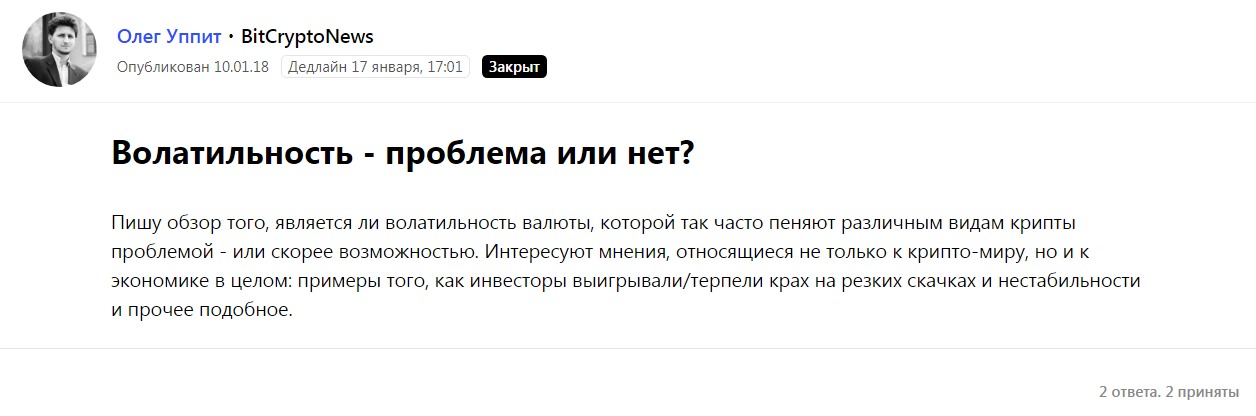 Олег Уппит • BitCryptoNews
Опубликован 10.01.18 Дедлайн 17 января, 17:01 Закрыт
Волатильность - проблема или нет?
Пишу обзор того, является ли волатильность валюты, которой так часто пеняют различным видам крипты
проблемой - или скорее возможностью. Интересуют мнения, относящиеся не только к крипто-миру, но и к
экономике в целом: примеры того, как инвесторы выигрывали/терпели крах на резких скачках и нестабильности
и прочее подобное.
2 ответа. 2 приняты